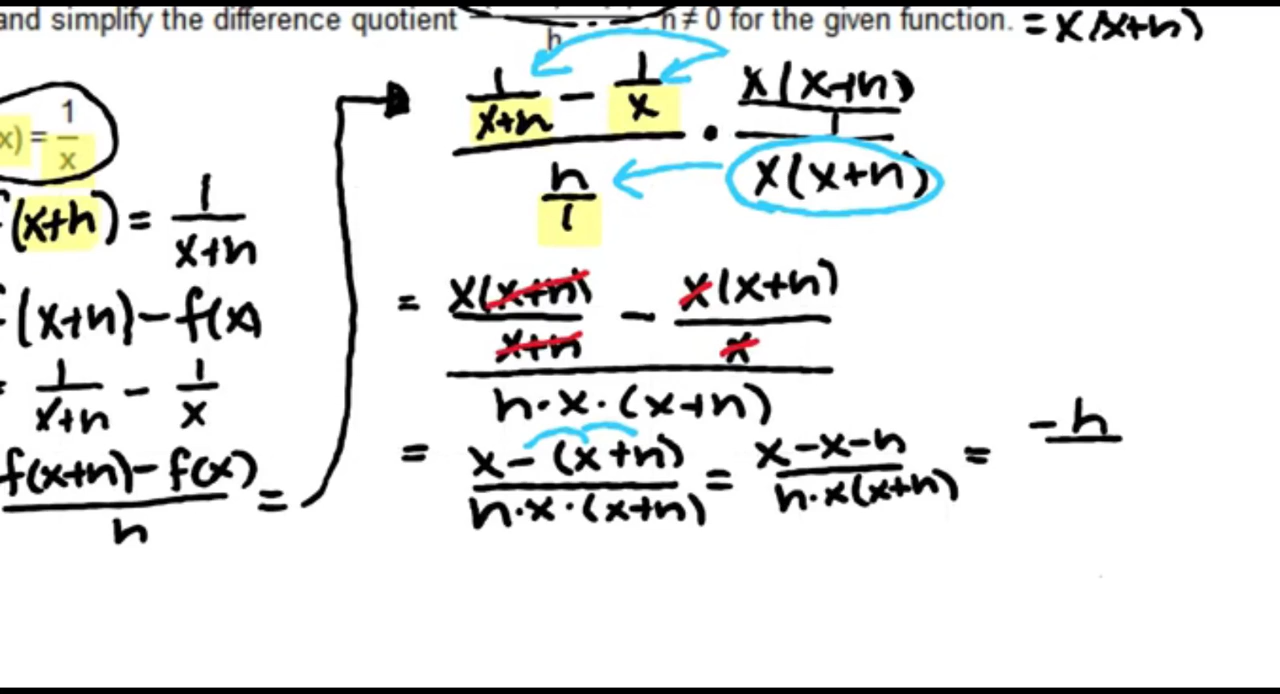 and simplify the difference quotient
h
h ≠ 0 for the given function. = x(x+h)
x) = 1/x
f(x+h) = 1/(x+h)
f(x+h) - f(x)
= 1/(x+h) - 1/x
(f(x+h) - f(x))/h =
(1/(x+h) - 1/x)/(h/1) · (x(x+h)/1)/(x(x+h))
= (x(x+h)/(x+h) - x(x+h)/x)/(h·x·(x+h))
= (x-(x+h))/(h·x·(x+h)) = (x-x-h)/(h·x(x+h)) = -h